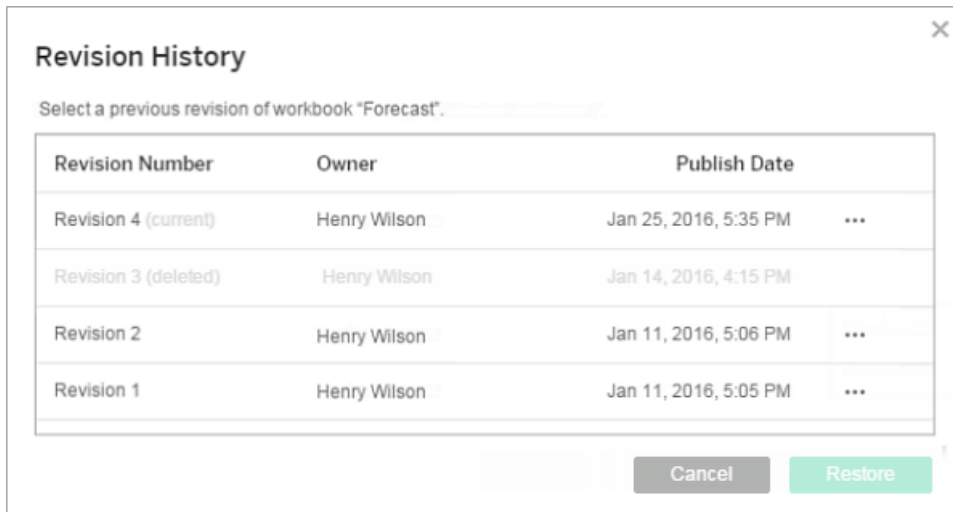 Revision History
Select a previous revision of workbook “Forecast”.
Revision Number Owner Publish Date
Revision 4 (current) Henry Wilson Jan 25, 2016, 5:35 PM •••
Revision 3 (deleted) Henry Wilson Jan 14, 2016, 4:15 PM
Revision 2 Henry Wilson Jan 11, 2016, 5:06 PM •••
Revision 1 Henry Wilson Jan 11, 2016, 5:05 PM •••
Cancel Restore